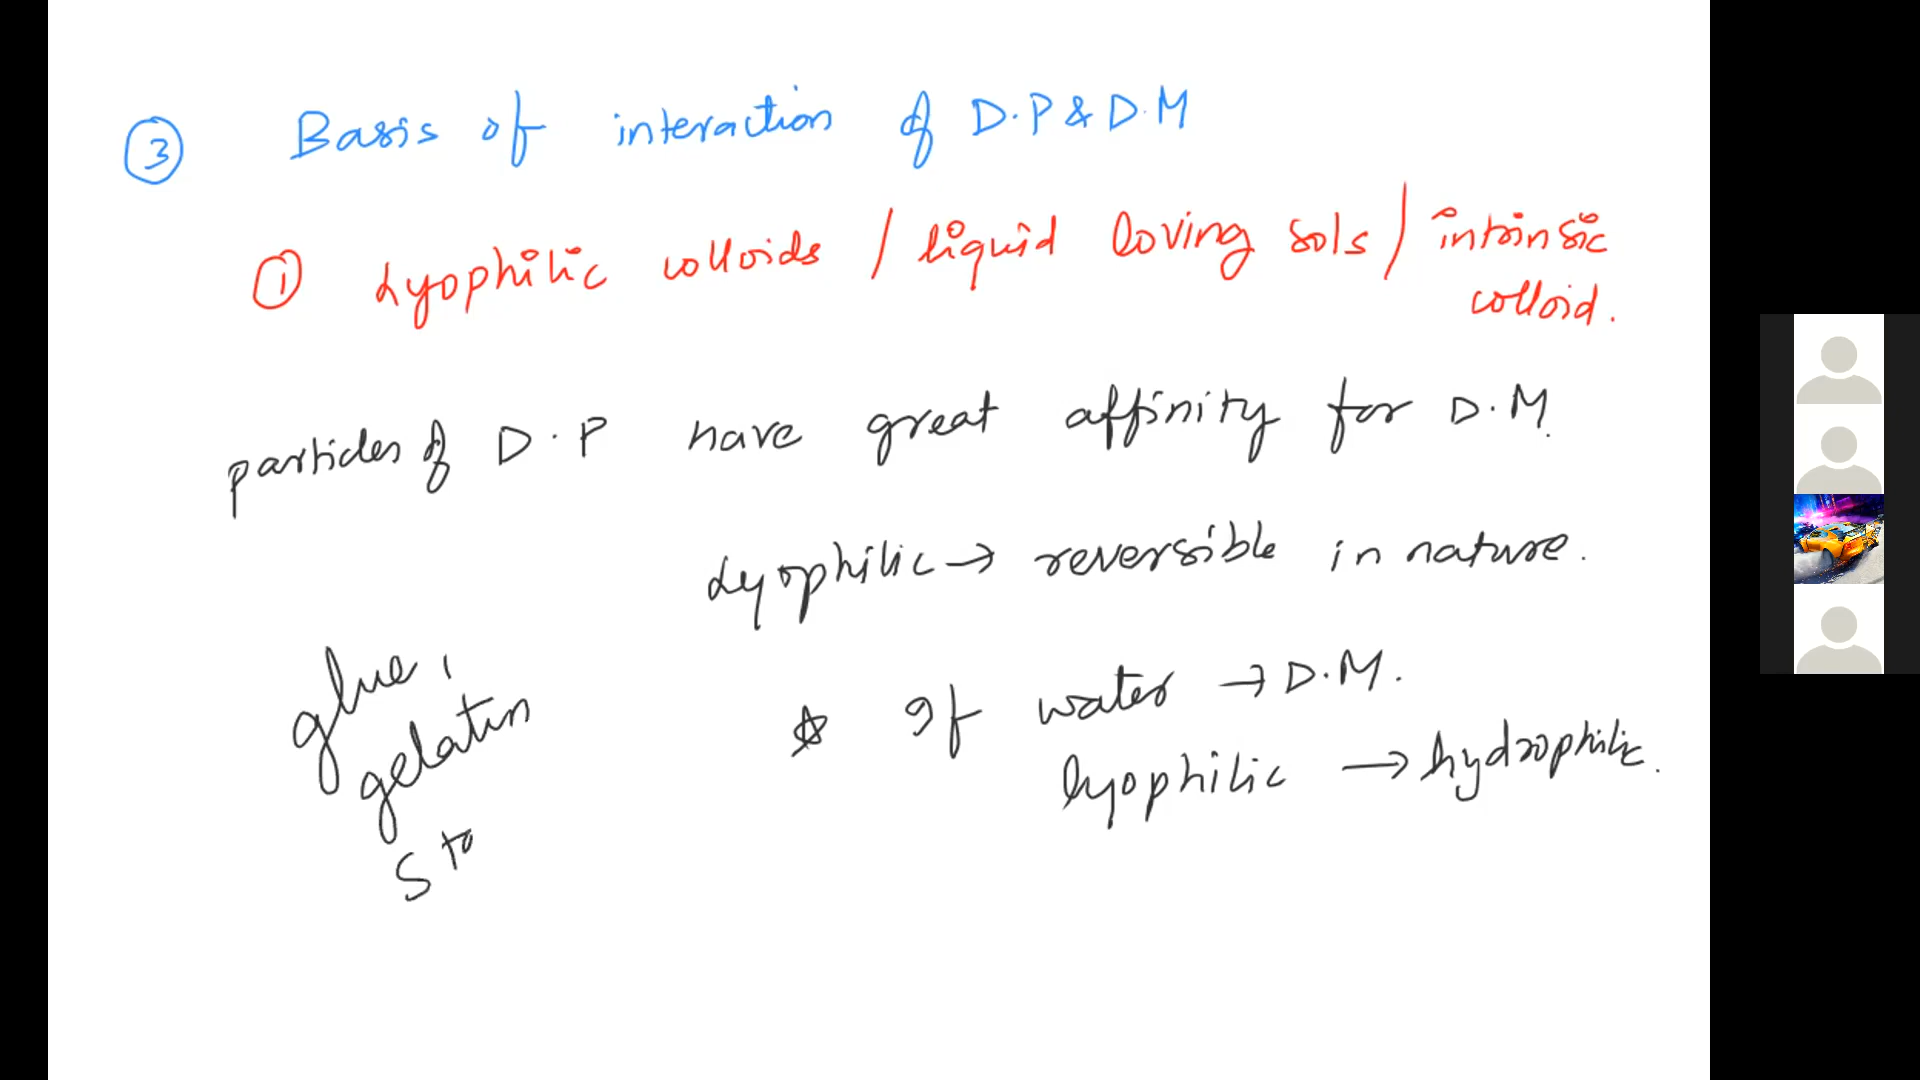 ③ Basis of interaction of D.P & D.M
① Lyophilic colloids / liquid loving sols / intrinsic
colloid.
particles of D.P have great affinity for D.M.
Lyophilic → reversible in nature.
glue,
gelatin
sta
☆ If water → D.M.
lyophilic → hydrophilic.